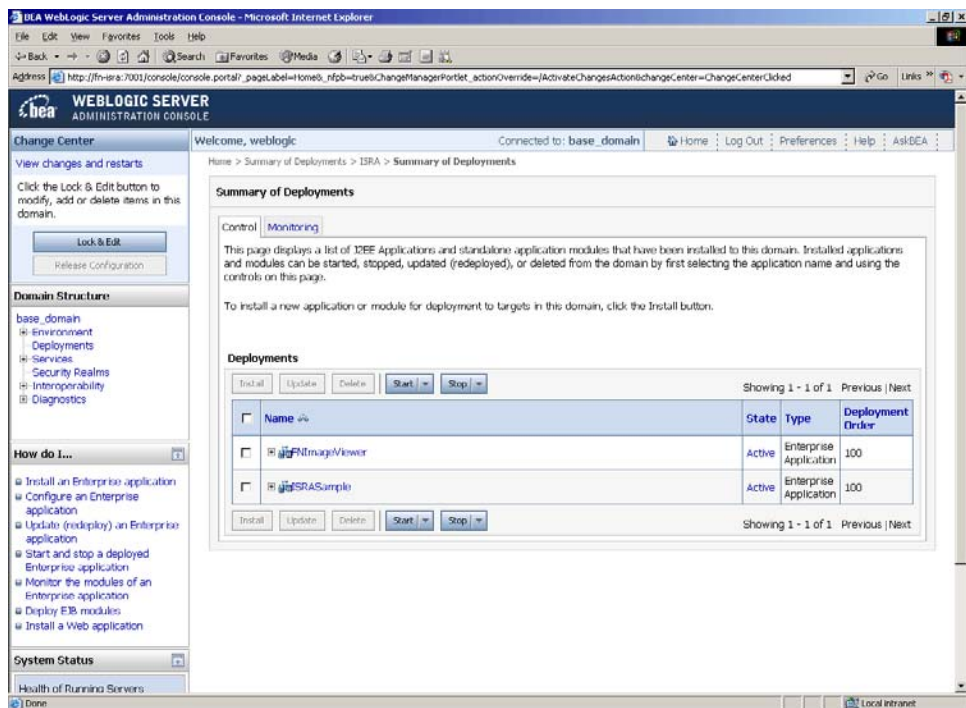 BEA WebLogic Server Administration Console - Microsoft Internet Explorer
File Edit View Favorites Tools Help
Back Search Favorites Media
Address http://fn-isra:7001/console/console.portal?_pageLabel=Home&_nfpb=true&ChangeManagerPortlet_actionOverride=/ActivateChangesAction&changeCenter=ChangeCenterClicked Go Links »
bea WEBLOGIC SERVER
ADMINISTRATION CONSOLE
Change Center
View changes and restarts
Click the Lock & Edit button to
modify, add or delete items in this
domain.
Lock & Edit
Release Configuration
Domain Structure
base_domain
Environment
Deployments
Services
Security Realms
Interoperability
Diagnostics
How do I...
Install an Enterprise application
Configure an Enterprise
application
Update (redeploy) an Enterprise
application
Start and stop a deployed
Enterprise application
Monitor the modules of an
Enterprise application
Deploy EJB modules
Install a Web application
System Status
Health of Running Servers
Welcome, weblogic Connected to: base_domain Home Log Out Preferences Help AskBEA
Home > Summary of Deployments > ISRA > Summary of Deployments
Summary of Deployments
Control Monitoring
This page displays a list of J2EE Applications and standalone application modules that have been installed to this domain. Installed applications
and modules can be started, stopped, updated (redeployed), or deleted from the domain by first selecting the application name and using the
controls on this page.
To install a new application or module for deployment to targets in this domain, click the Install button.
Deployments
Install Update Delete Start Stop Showing 1 - 1 of 1 Previous | Next
Name State Type Deployment Order
FNImageViewer Active Enterprise Application 100
ISRASample Active Enterprise Application 100
Install Update Delete Start Stop Showing 1 - 1 of 1 Previous | Next
Done Local intranet